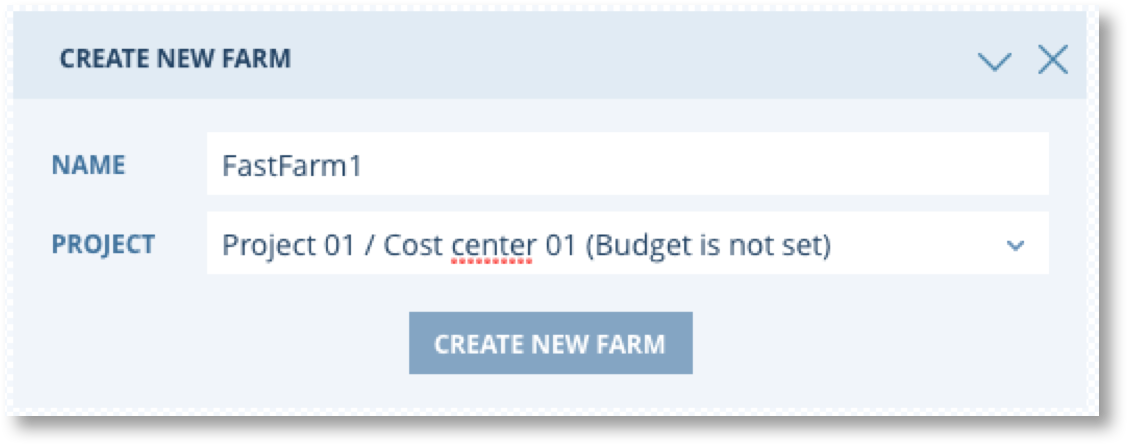 CREATE NEW FARM
NAME FastFarm1
PROJECT Project 01 / Cost center 01 (Budget is not set)
CREATE NEW FARM